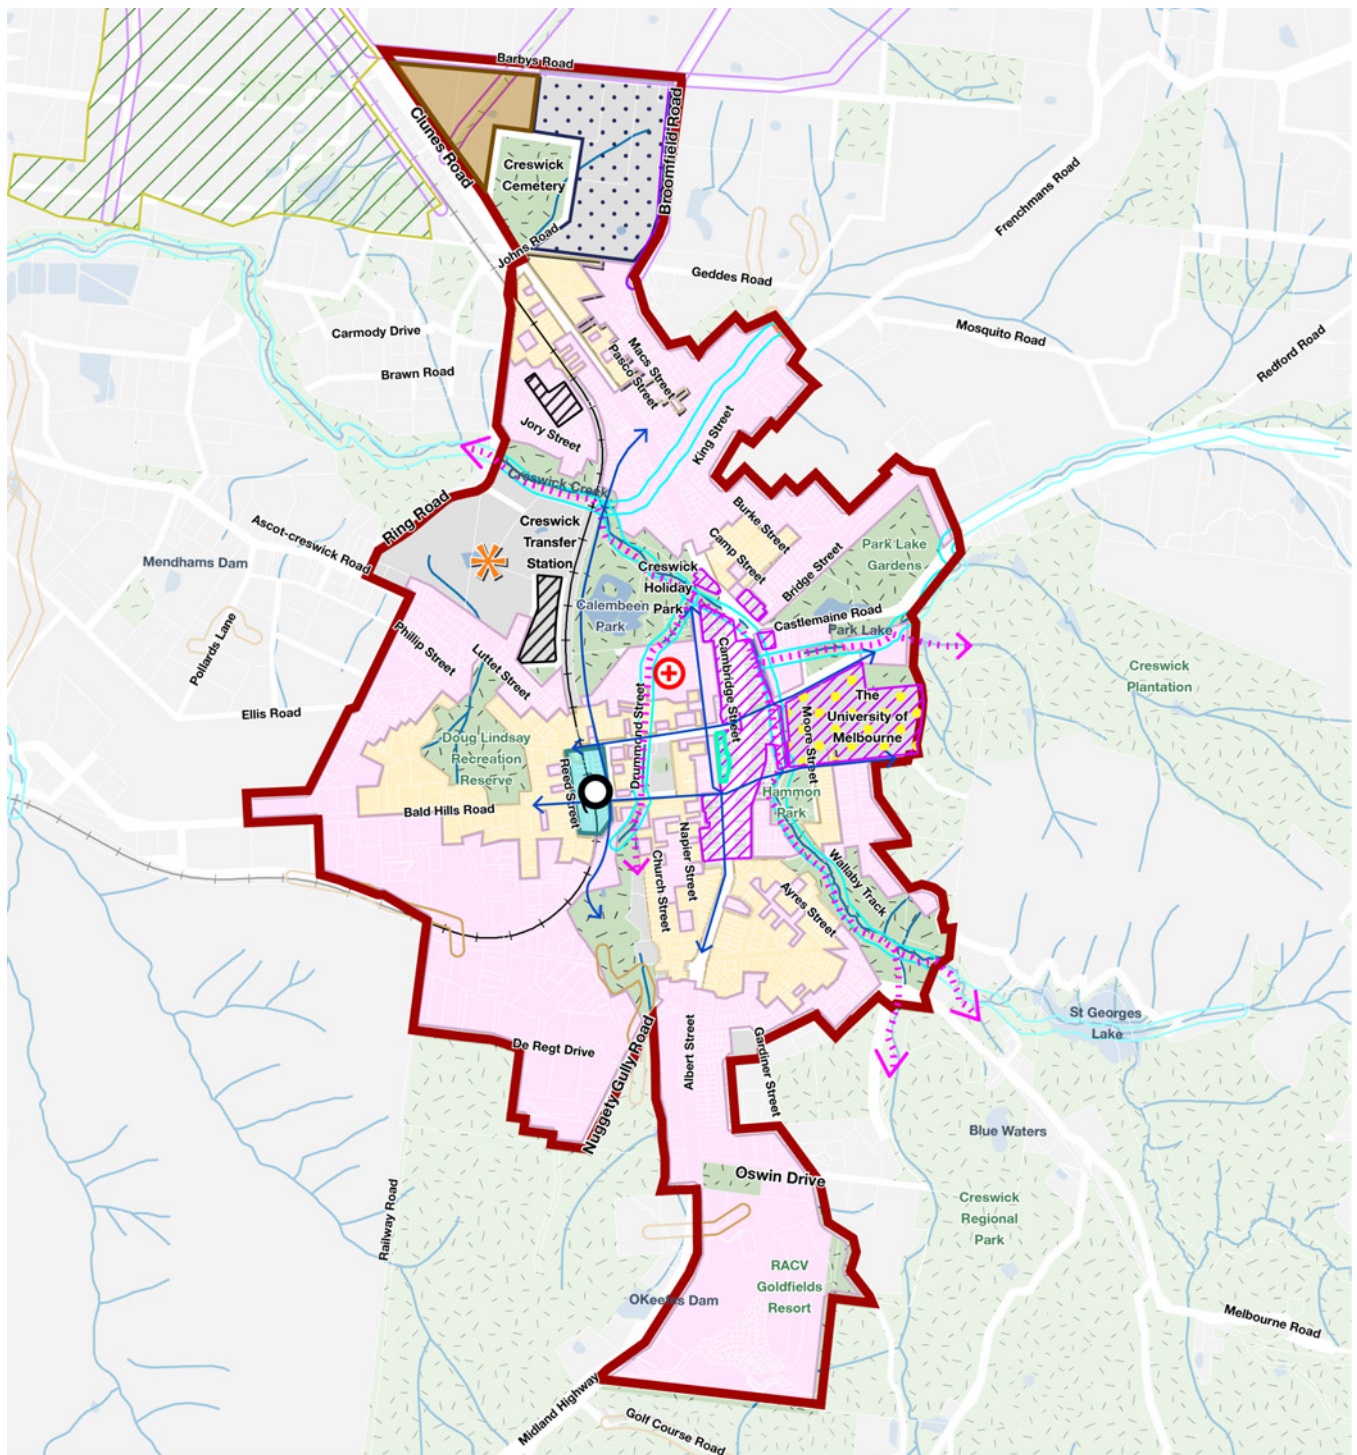 Barbys Road
Clunes Road
Broomfield Road
Creswick
Cemetery
Johns Road
Frenchmans Road
Geddes Road
Mosquito Road
Redford Road
Carmody Drive
Brawn Road
Macs Street
Pasco Street
Jory Street
King Street
Creswick Creek
Ring Road
Ascot-creswick Road
Creswick
Transfer
Station
Burke Street
Camp Street
Bridge Street
Park Lake
Gardens
Mendhams Dam
Creswick
Holiday
Park
Calembeen
Park
Castlemaine Road
Park Lake
Pollards Lane
Phillip Street
Luttet Street
Cambridge Street
Creswick
Plantation
Ellis Road
The
University of
Melbourne
Moore Street
Drummond Street
Doug Lindsay
Recreation
Reserve
Reed Street
Bald Hills Road
Hammon
Park
Napier Street
Church Street
Wallaby Track
Ayres Street
St Georges
Lake
De Regt Drive
Nuggety Gully Road
Albert Street
Gardiner Street
Blue Waters
Oswin Drive
Railway Road
Creswick
Regional
Park
RACV
Goldfields
Resort
OKeefes Dam
Melbourne Road
Midland Highway
Golf Course Road